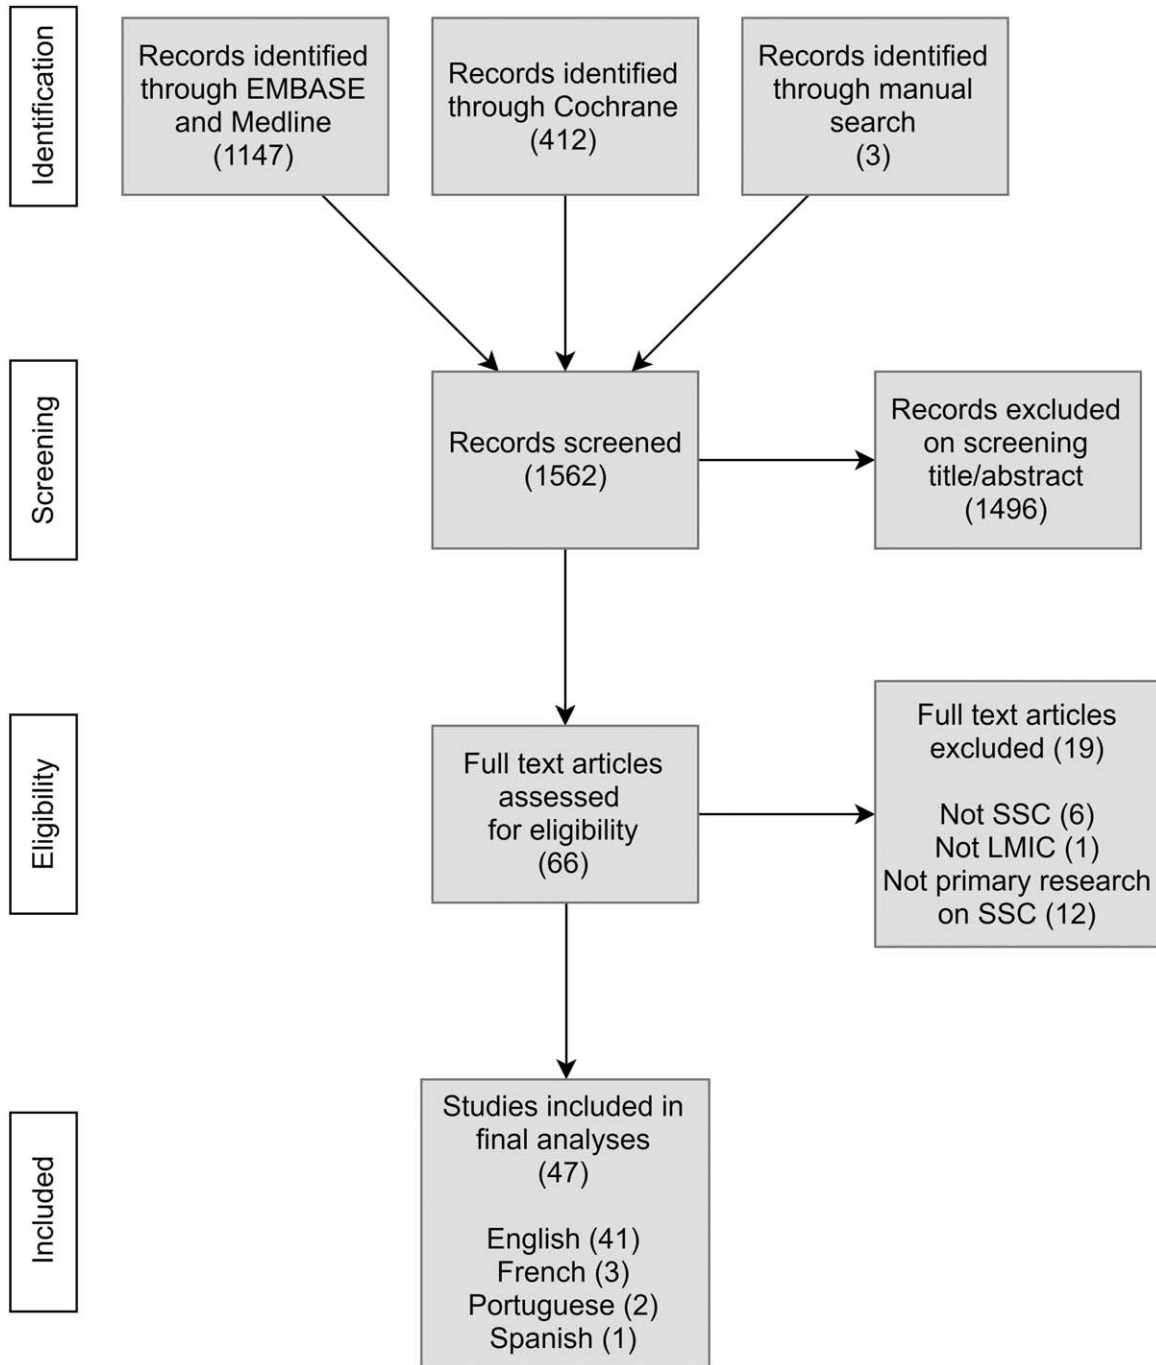 Identification
Records identified
through EMBASE
and Medline
(1147)
Records identified
through Cochrane
(412)
Records identified
through manual
search
(3)
Screening
Records screened
(1562)
Records excluded
on screening
title/abstract
(1496)
Eligibility
Full text articles
assessed
for eligibility
(66)
Full text articles
excluded (19)
Not SSC (6)
Not LMIC (1)
Not primary research
on SSC (12)
Included
Studies included in
final analyses
(47)
English (41)
French (3)
Portuguese (2)
Spanish (1)